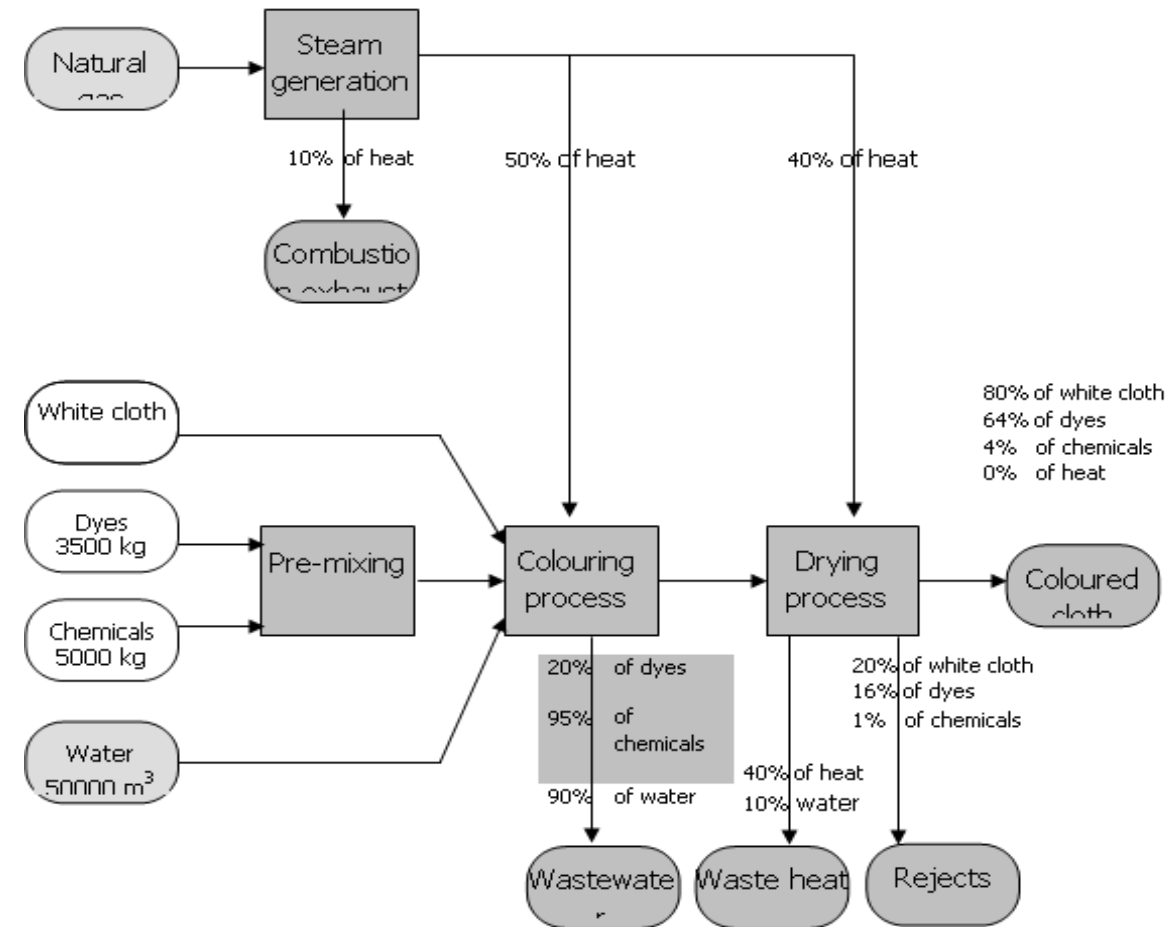 Natural
Steam
generation
10% of heat
50% of heat
40% of heat
Combustio
White cloth
80% of white cloth
64% of dyes
4% of chemicals
0% of heat
Dyes
3500 kg
Pre-mixing
Colouring
process
Drying
process
Coloured
Chemicals
5000 kg
20% of dyes
95% of
chemicals
90% of water
20% of white cloth
16% of dyes
1% of chemicals
40% of heat
10% water
Water
50000 m³
Wastewate
r
Waste heat
Rejects